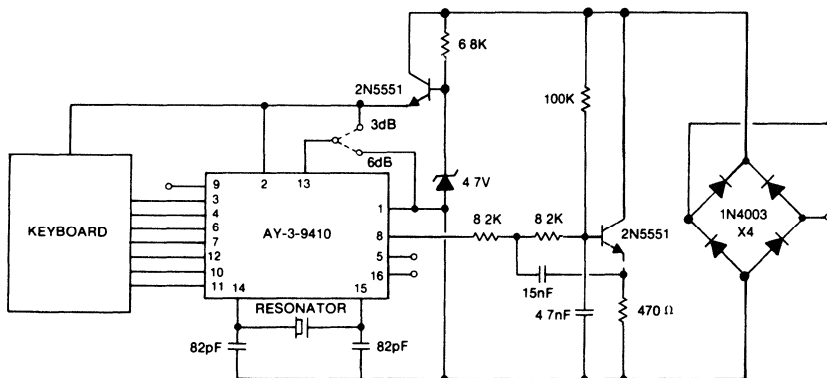 6 8K
2N5551
100K
3dB
6dB
4 7V
9
2
13
3
4
6
7
12
10
11
14
15
1
8
5
16
KEYBOARD
AY-3-9410
8 2K
8 2K
2N5551
1N4003
X4
15nF
4 7nF
470 Ω
RESONATOR
82pF
82pF